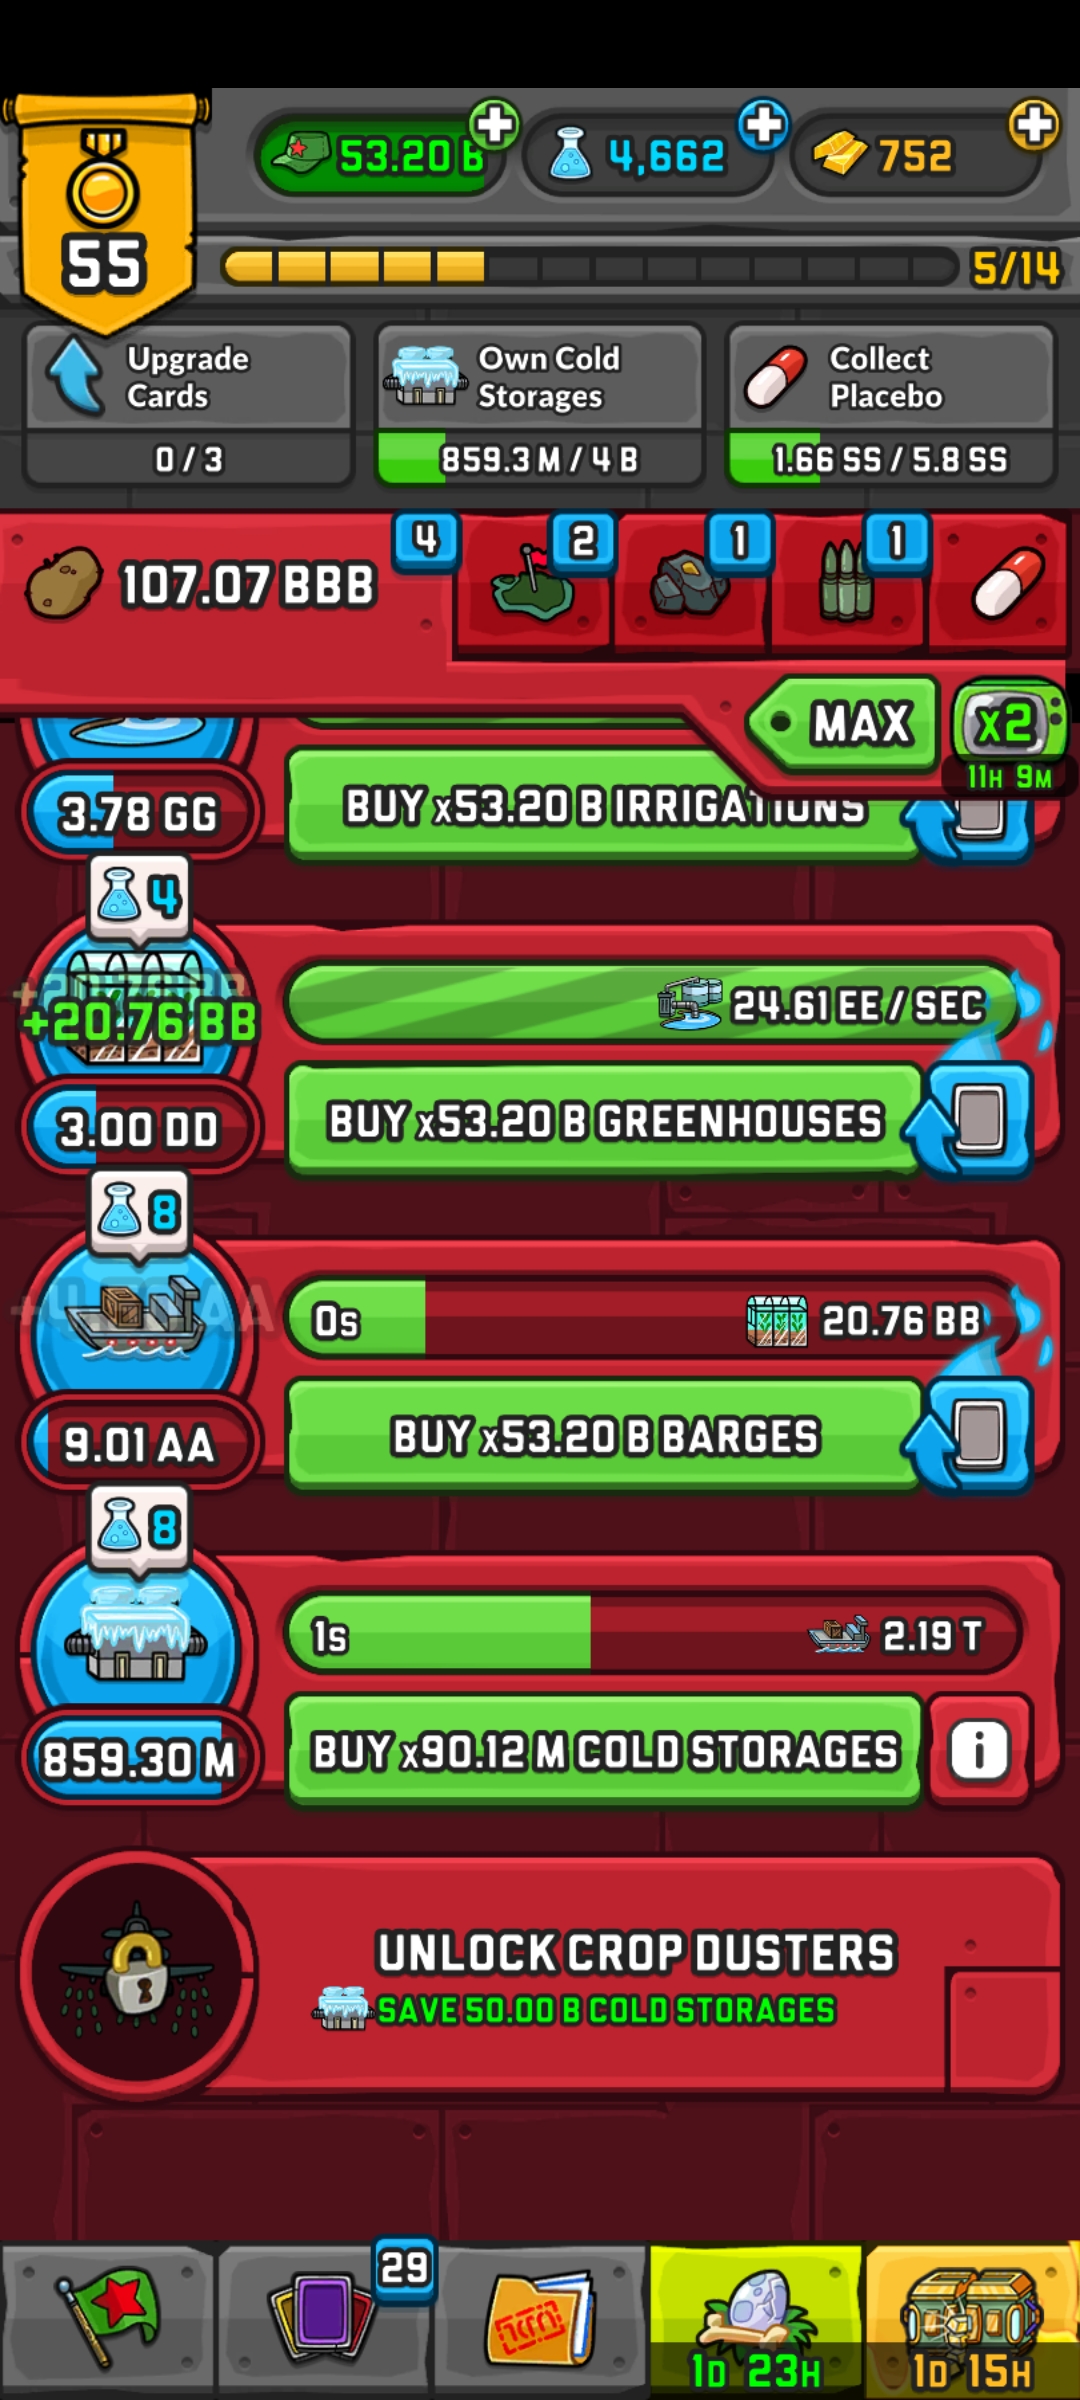 53.20 B
4,662
752
55
5/14
Upgrade
Cards
0 / 3
Own Cold
Storages
859.3 M / 4 B
Collect
Placebo
1.66 SS / 5.8 SS
107.07 BBB
4
2
1
1
MAX
x2
11H 9M
3.78 GG
BUY x53.20 B IRRIGATIONS
4
+20.76 BB
24.61 EE / SEC
3.00 DD
BUY x53.20 B GREENHOUSES
8
0s
20.76 BB
9.01 AA
BUY x53.20 B BARGES
8
1s
2.19 T
859.30 M
BUY x90.12 M COLD STORAGES
i
UNLOCK CROP DUSTERS
SAVE 50.00 B COLD STORAGES
29
1D 23H
1D 15H